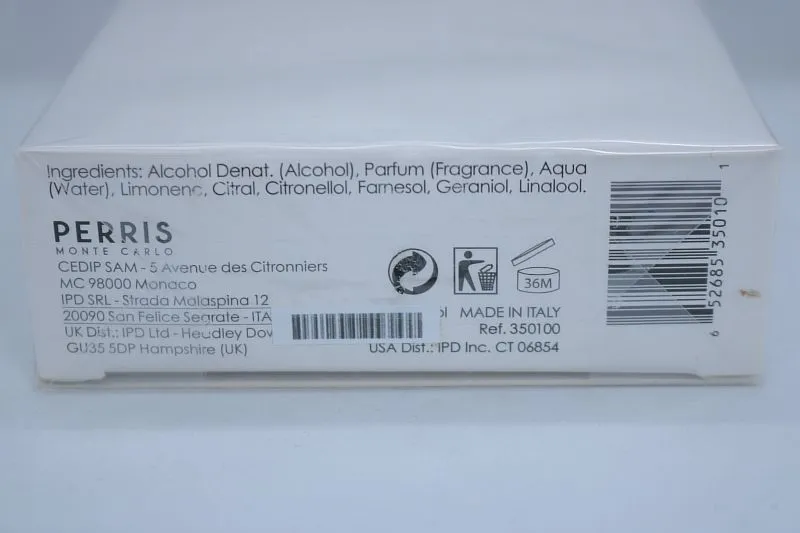 Ingredients: Alcohol Denat. (Alcohol), Parfum (Fragrance), Aqua
(Water), Limonene, Citral, Citronellol, Farnesol, Geraniol, Linalool.
PERRIS
MONTE CARLO
CEDIP SAM - 5 Avenue des Citronniers
MC 98000 Monaco
IPD SRL - Strada Malaspina 12
20090 San Felice Segrate - ITA
MADE IN ITALY
UK Dist.: IPD Ltd - Headley
Ref. 350100
GU35 5DP Hampshire (UK)
USA Dist.: IPD Inc. CT 06854
36M
6 52685 35010 1